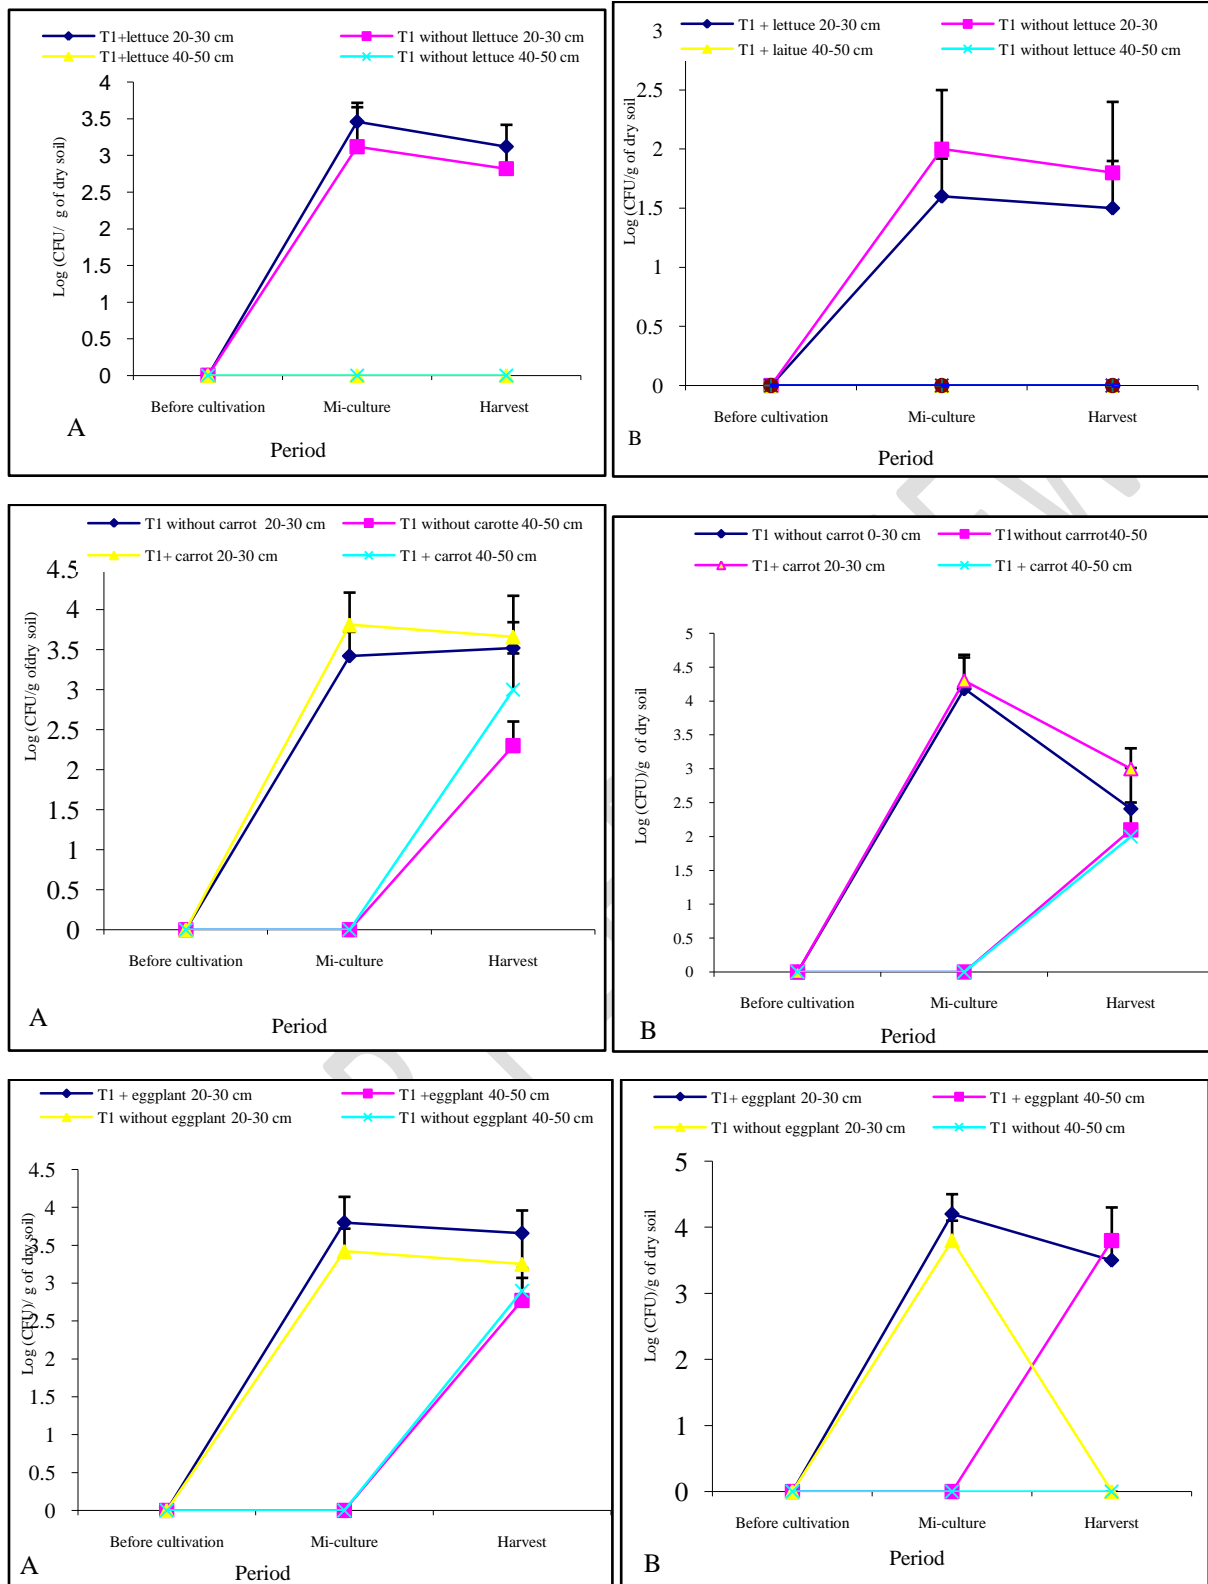 T1+lettuce 20-30 cm
T1 without llettuce 20-30 cm
T1+lettuce 40-50 cm
T1 without lettuce 40-50 cm
Log (CFU/ g of dry soil)
4
3.5
3
2.5
2
1.5
1
0.5
0
Before cultivation
Mi-culture
Harvest
A
Period
T1 + lettuce 20-30 cm
T1 without lettuce 20-30
T1 + laitue 40-50 cm
T1 without lettuce 40-50 cm
Log (CFU/g of dry soil)
3
2.5
2
1.5
1
0.5
0
Before cultivation
Mi-culture
Harvest
B
Period
T1 without carrot 20-30 cm
T1 without carotte 40-50 cm
T1+ carrot 20-30 cm
T1 + carrot 40-50 cm
Log (CFU/g ofdry soil)
4.5
4
3.5
3
2.5
2
1.5
1
0.5
0
Before cultivation
Mi-culture
Harvest
A
Period
T1 without carrot 0-30 cm
T1without carrrot40-50
T1+ carrot 20-30 cm
T1 + carrot 40-50 cm
Log (CFU)/g of dry soil
5
4.5
4
3.5
3
2.5
2
1.5
1
0.5
0
Before cultivation
Mi-culture
Harvest
B
Period
T1 + eggplant 20-30 cm
T1 +eggplant 40-50 cm
T1 without eggplant 20-30 cm
T1 without eggplant 40-50 cm
Log (CFU)/ g of dry soil)
4.5
4
3.5
3
2.5
2
1.5
1
0.5
0
Before cultivation
Mi-culture
Harvest
A
Period
T1+ eggplant 20-30 cm
T1 + eggplant 40-50 cm
T1 without eggplant 20-30 cm
T1 without 40-50 cm
Log (CFU)/g of dry soil
5
4
3
2
1
0
Before cultivation
Mi-culture
Harverst
B
Period